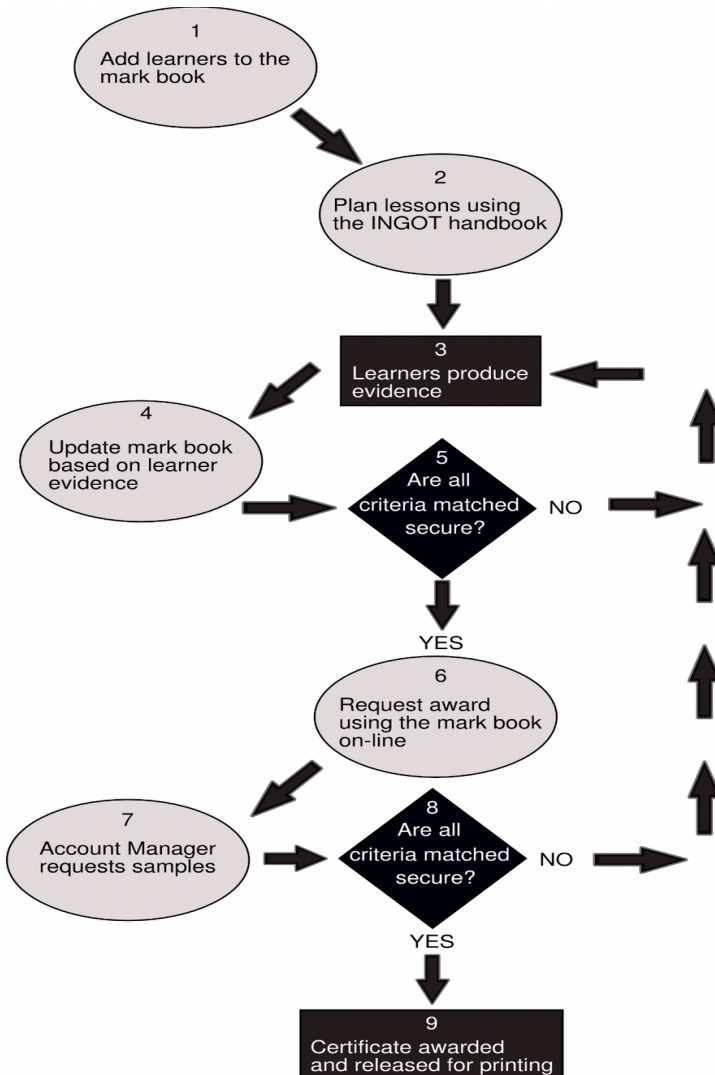 1
Add learners to the
mark book
2
Plan lessons using
the INGOT handbook
3
Learners produce
evidence
4
Update mark book
based on learner
evidence
5
Are all
criteria matched
secure?
NO
YES
6
Request award
using the mark book
on-line
7
Account Manager
requests samples
8
Are all
criteria matched
secure?
NO
YES
9
Certificate awarded
and released for printing